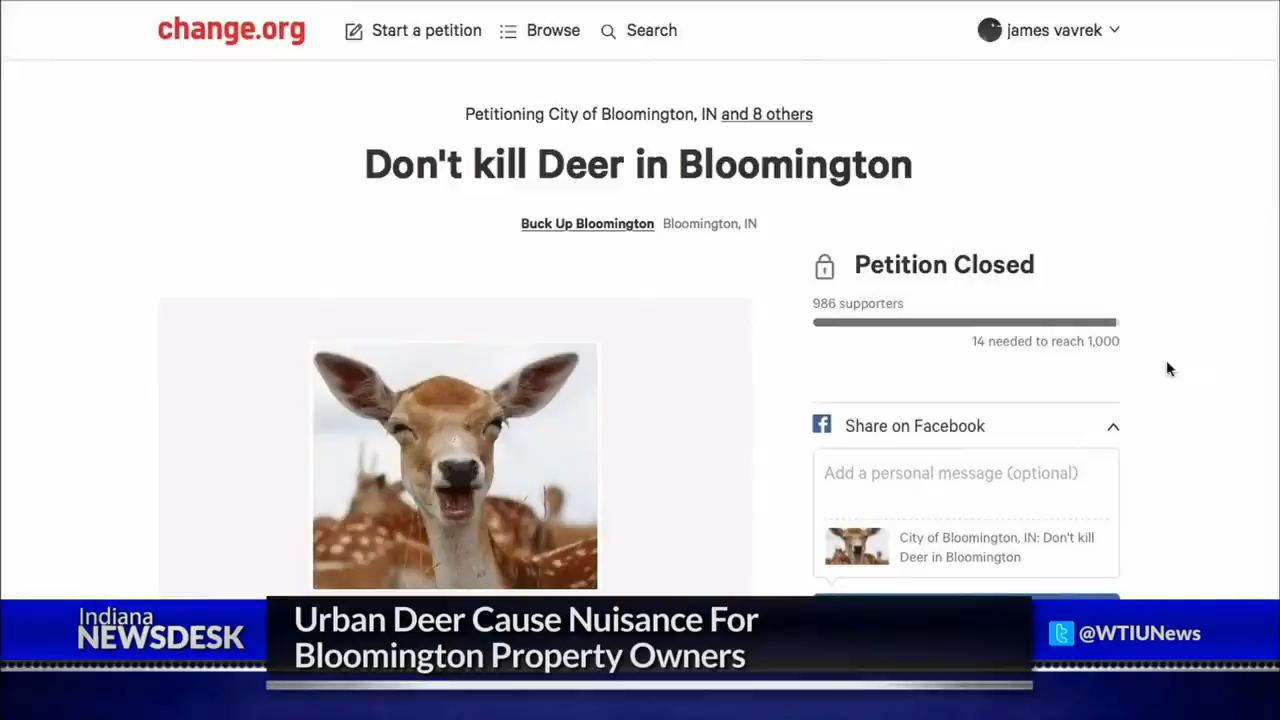 change.org
Start a petition
Browse
Search
james vavrek
Petitioning City of Bloomington, IN and 8 others
Don't kill Deer in Bloomington
Buck Up Bloomington Bloomington, IN
Petition Closed
986 supporters
14 needed to reach 1,000
Share on Facebook
Add a personal message (optional)
City of Bloomington, IN: Don't kill
Deer in Bloomington
Indiana
NEWSDESK
Urban Deer Cause Nuisance For
Bloomington Property Owners
@WTIUNews